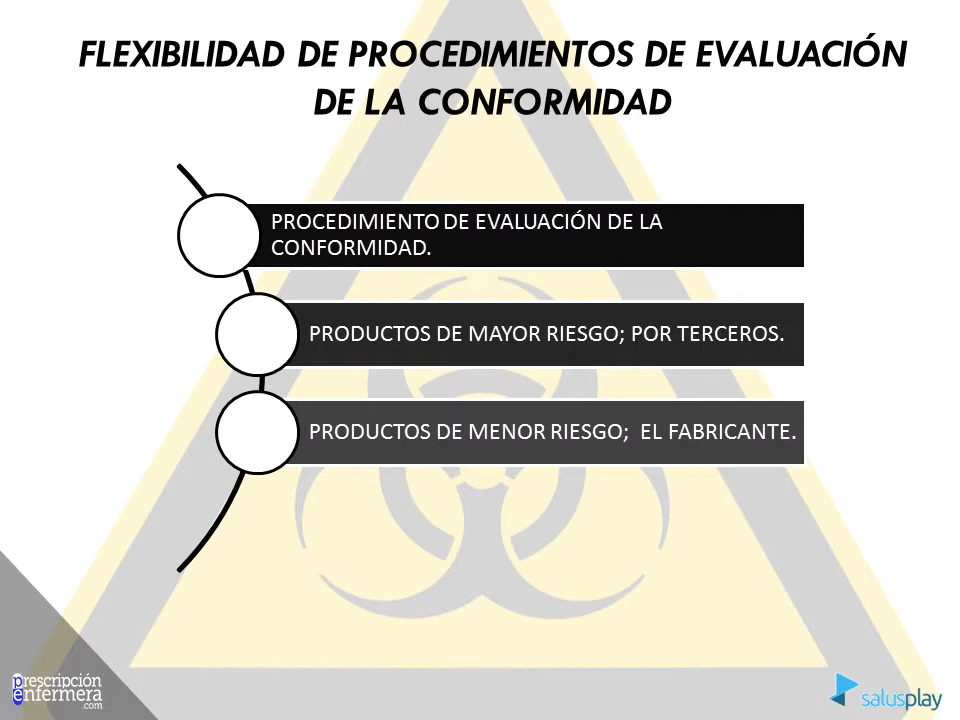 FLEXIBILIDAD DE PROCEDIMIENTOS DE EVALUACIÓN
DE LA CONFORMIDAD
PROCEDIMIENTO DE EVALUACIÓN DE LA
CONFORMIDAD.
PRODUCTOS DE MAYOR RIESGO; POR TERCEROS.
PRODUCTOS DE MENOR RIESGO;  EL FABRICANTE.
prescripción
enfermera
.com
salusplay